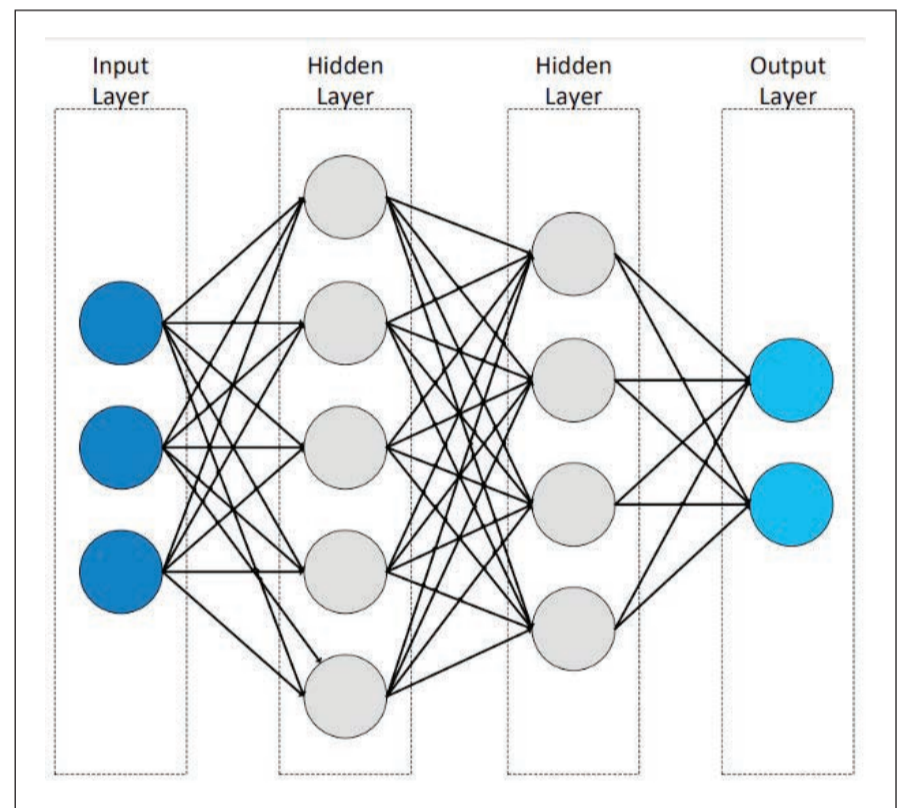 Input
Layer
Hidden
Layer
Hidden
Layer
Output
Layer